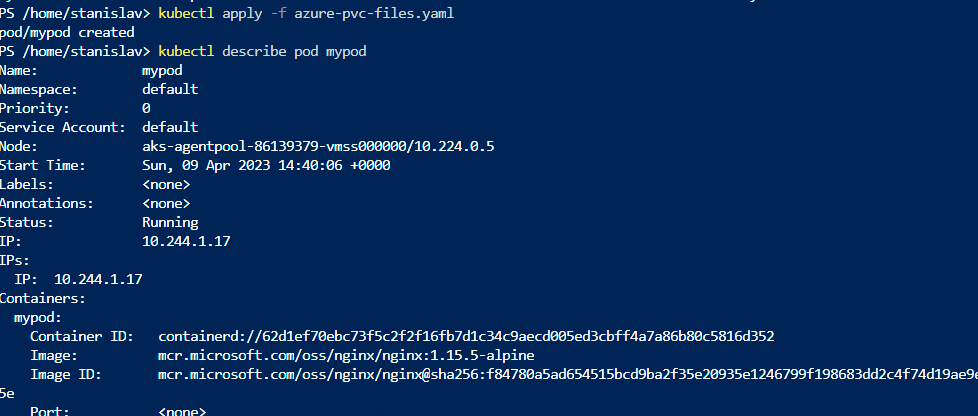 PS /home/stanislav> kubectl apply -f azure-pvc-files.yaml
pod/mypod created
PS /home/stanislav> kubectl describe pod mypod
Name: mypod
Namespace: default
Priority: 0
Service Account: default
Node: aks-agentpool-86139379-vmss000000/10.224.0.5
Start Time: Sun, 09 Apr 2023 14:40:06 +0000
Labels: <none>
Annotations: <none>
Status: Running
IP: 10.244.1.17
IPs:
IP: 10.244.1.17
Containers:
mypod:
Container ID: containerd://62d1ef70ebc73f5c2f2f16fb7d1c34c9aecd005ed3cbff4a7a86b80c5816d352
Image: mcr.microsoft.com/oss/nginx/nginx:1.15.5-alpine
Image ID: mcr.microsoft.com/oss/nginx/nginx@sha256:f84780a5ad654515bcd9ba2f35e20935e1246799f198683dd2c4f74d19ae9e
5e
Port: <none>